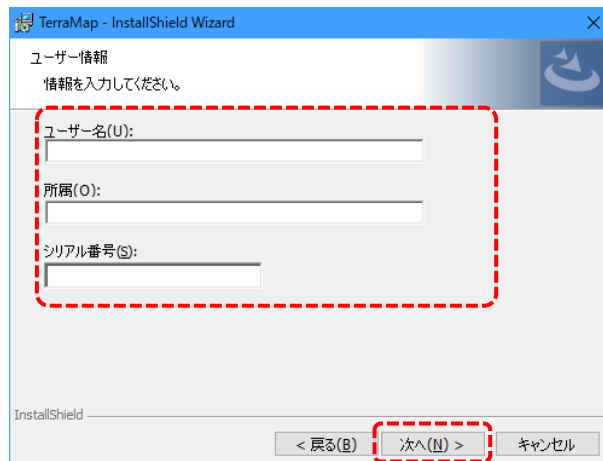 TerraMap - InstallShield Wizard
ユーザー情報
情報を入力してください。
ユーザー名(U):
所属(O):
シリアル番号(S):
InstallShield
< 戻る(B)
次へ(N) >
キャンセル